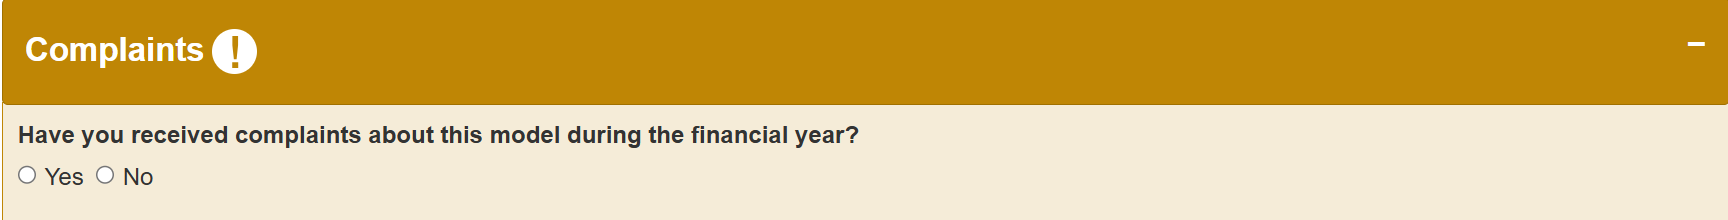 Complaints !
Have you received complaints about this model during the financial year?
Yes No